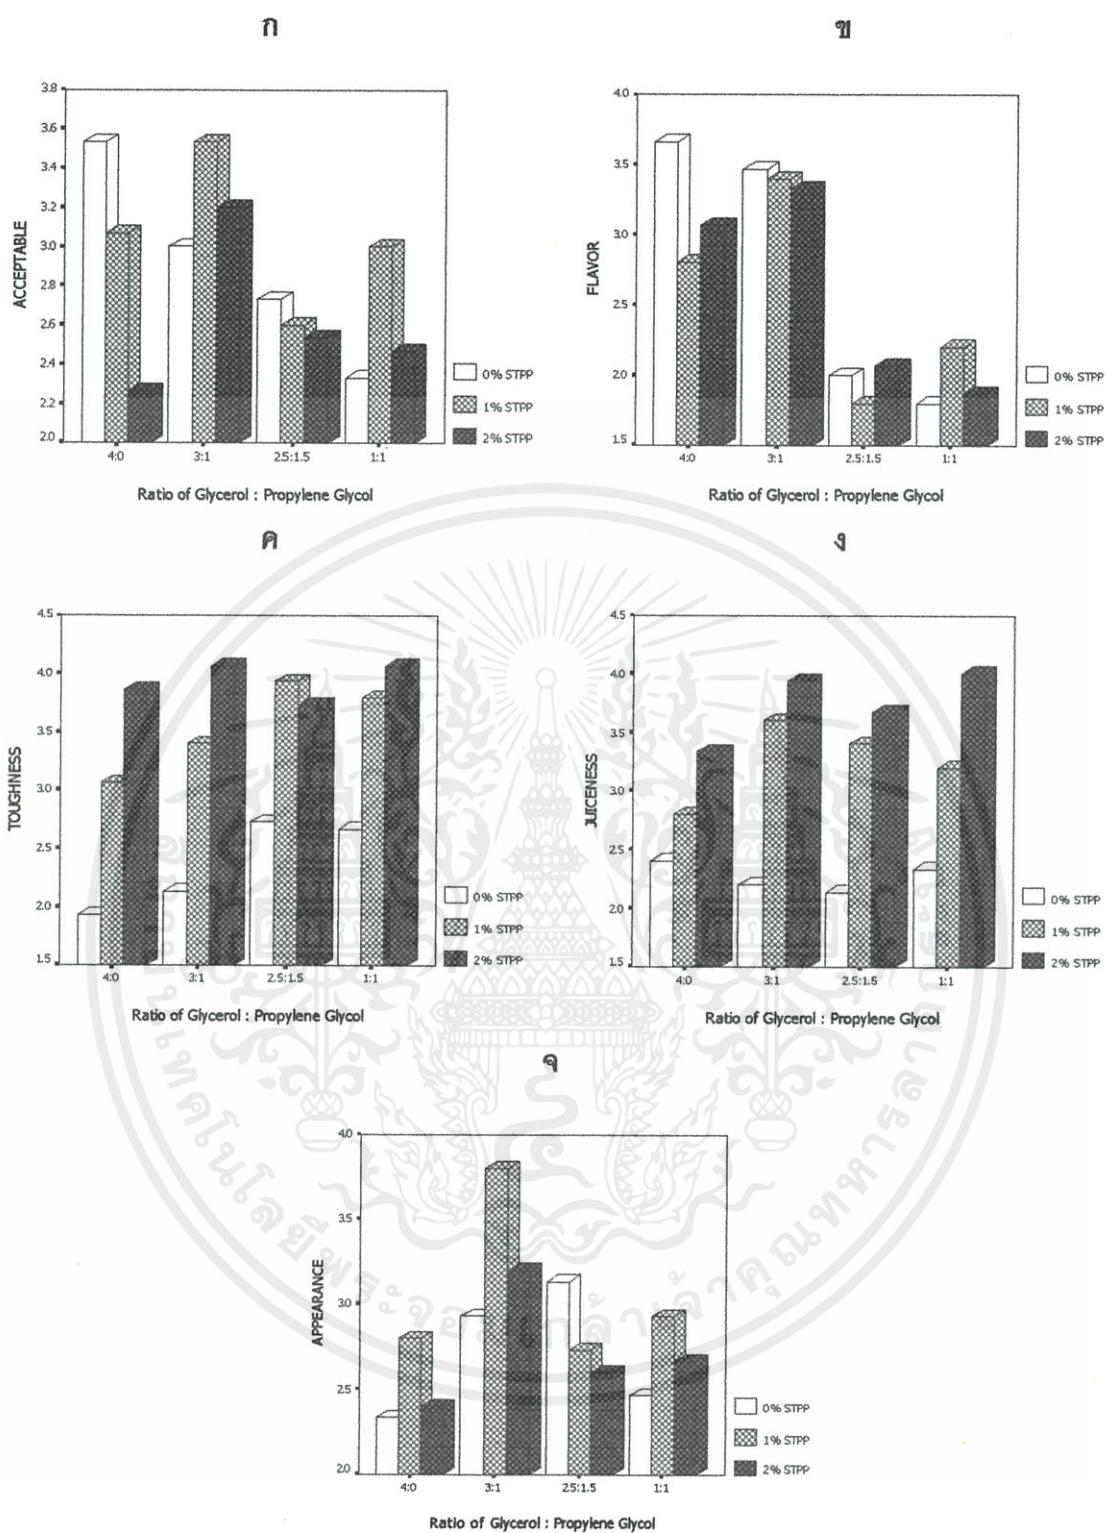 ก
3.8
3.6
3.4
3.2
3.0
2.8
2.6
2.4
2.2
2.0
ACCEPTABLE
4:0 3:1 2.5:1.5 1:1
Ratio of Glycerol : Propylene Glycol
0% STPP
1% STPP
2% STPP
ข
4.0
3.5
3.0
2.5
2.0
1.5
FLAVOR
4:0 3:1 2.5:1.5 1:1
Ratio of Glycerol : Propylene Glycol
0% STPP
1% STPP
2% STPP
ค
4.5
4.0
3.5
3.0
2.5
2.0
1.5
TOUGHNESS
4:0 3:1 2.5:1.5 1:1
Ratio of Glycerol : Propylene Glycol
0% STPP
1% STPP
2% STPP
ง
4.5
4.0
3.5
3.0
2.5
2.0
1.5
JUICENESS
4:0 3:1 2.5:1.5 1:1
Ratio of Glycerol : Propylene Glycol
0% STPP
1% STPP
2% STPP
จ
4.0
3.5
3.0
2.5
2.0
APPEARANCE
4:0 3:1 2.5:1.5 1:1
Ratio of Glycerol : Propylene Glycol
0% STPP
1% STPP
2% STPP